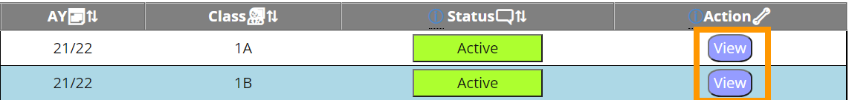 AY Class Status Action
21/22 1A Active View
21/22 1B Active View